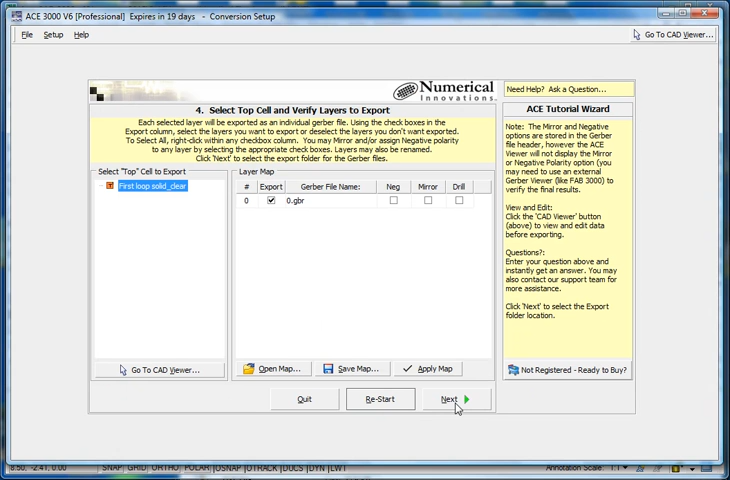 ACE 3000 V6 [Professional] Expires in 19 days - Conversion Setup
File Setup Help
Go To CAD Viewer...
Numerical
Innovations
Need Help? Ask a Question...
4. Select Top Cell and Verify Layers to Export
Each selected layer will be exported as an individual gerber file. Using the check boxes in the
Export column, select the layers you want to export or deselect the layers you don't want exported.
To Select All, right-click within any checkbox column. You may Mirror and/or assign Negative polarity
to any layer by selecting the appropriate check boxes. Layers may also be renamed.
Click 'Next' to select the export folder for the Gerber files.
Select "Top" Cell to Export
First loop solid_clear
Go To CAD Viewer...
Layer Map
# Export Gerber File Name: Neg Mirror Drill
0 0.gbr
Open Map... Save Map... Apply Map
Quit Re-Start Next
ACE Tutorial Wizard
Note: The Mirror and Negative
options are stored in the Gerber
file header, however the ACE
Viewer will not display the Mirror
or Negative Polarity option (you
may need to use an external
Gerber Viewer (like FAB 3000) to
verify the final results.
View and Edit:
Click the 'CAD Viewer' button
(above) to view and edit data
before exporting.
Questions?:
Enter your question above and
instantly get an answer. You may
also contact our support team for
more assistance.
Click 'Next' to select the Export
folder location.
Not Registered - Ready to Buy?
8.50, -2.41, 0.00 SNAP GRID ORTHO POLAR OSNAP OTRACK DUCS DYN LWT Annotation Scale: 1:1